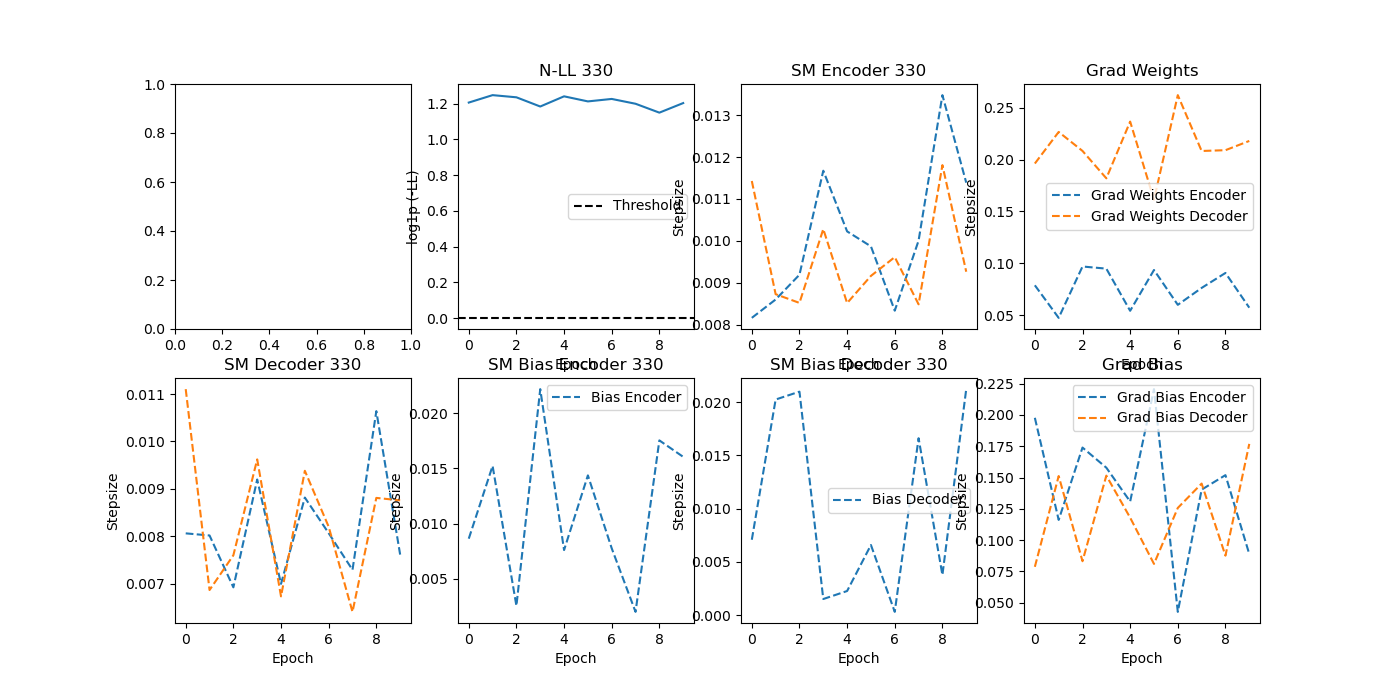 N-LL 330
SM Encoder 330
Grad Weights
1.0
0.8
0.6
0.4
0.2
0.0
0.0 0.2 0.4 0.6 0.8 1.0
log1p (-LL)
1.2
1.0
0.8
0.6
0.4
0.2
0.0
Threshold
0 2 4 6 8
Epoch
Stepsize
0.013
0.012
0.011
0.010
0.009
0.008
0 2 4 6 8
Epoch
Stepsize
0.25
0.20
0.15
0.10
0.05
Grad Weights Encoder
Grad Weights Decoder
0 2 4 6 8
Epoch
SM Decoder 330
SM Bias Encoder 330
SM Bias Decoder 330
Grad Bias
Stepsize
0.011
0.010
0.009
0.008
0.007
0 2 4 6 8
Epoch
Stepsize
0.020
0.015
0.010
0.005
Bias Encoder
0 2 4 6 8
Epoch
Stepsize
0.020
0.015
0.010
0.005
0.000
Bias Decoder
0 2 4 6 8
Epoch
Stepsize
0.225
0.200
0.175
0.150
0.125
0.100
0.075
0.050
Grad Bias Encoder
Grad Bias Decoder
0 2 4 6 8
Epoch